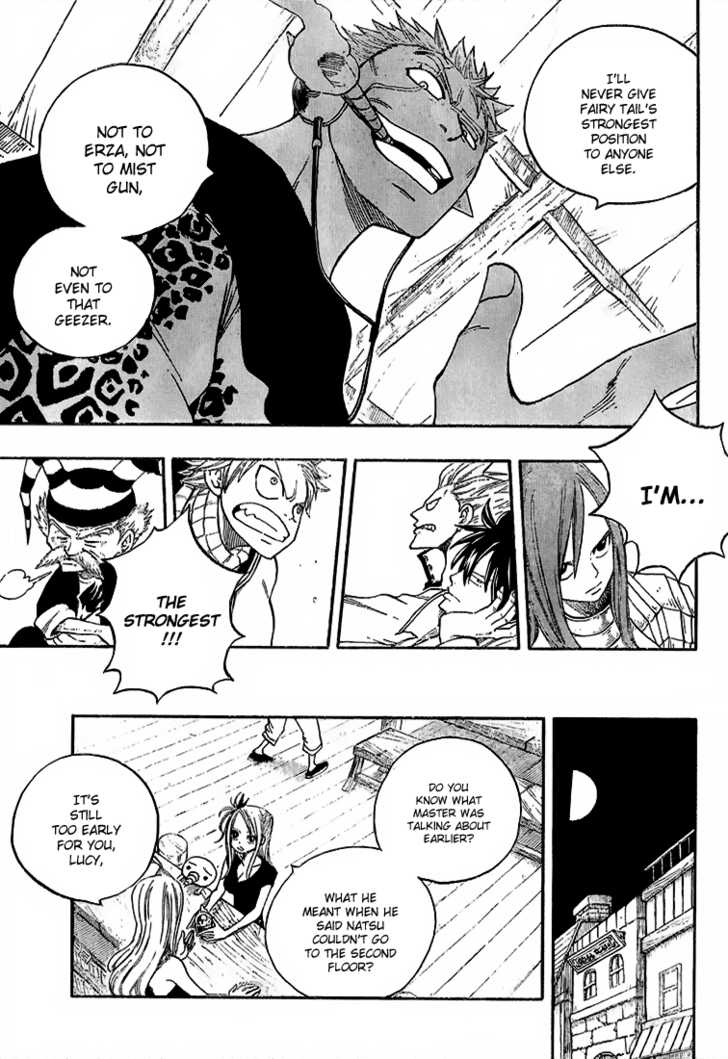 I'LL
NEVER GIVE
FAIRY TAIL'S
STRONGEST
POSITION
TO ANYONE
ELSE.
NOT TO
ERZA, NOT
TO MIST
GUN,
NOT
EVEN TO
THAT
GEEZER.
I'M...
THE
STRONGEST
!!!
DO YOU
KNOW WHAT
MASTER WAS
TALKING ABOUT
EARLIER?
WHAT HE
MEANT WHEN HE
SAID NATSU
COULDN'T GO
TO THE SECOND
FLOOR?
IT'S
STILL
TOO EARLY
FOR YOU,
LUCY,